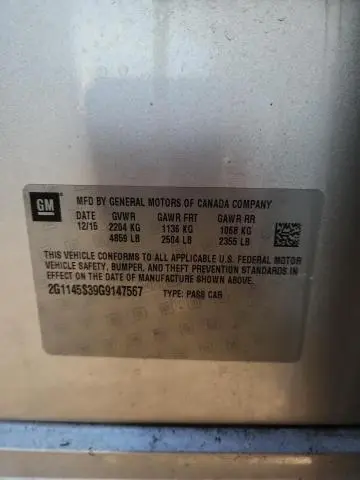 GM
MFD BY GENERAL MOTORS OF CANADA COMPANY
DATE GVWR GAWR FRT GAWR RR
12/15 2204 KG 1136 KG 1068 KG
4859 LB 2504 LB 2355 LB
THIS VEHICLE CONFORMS TO ALL APPLICABLE U.S. FEDERAL MOTOR
VEHICLE SAFETY, BUMPER, AND THEFT PREVENTION STANDARDS IN
EFFECT ON THE DATE OF MANUFACTURE SHOWN ABOVE.
2G1145S39G9147567 TYPE: PASS CAR